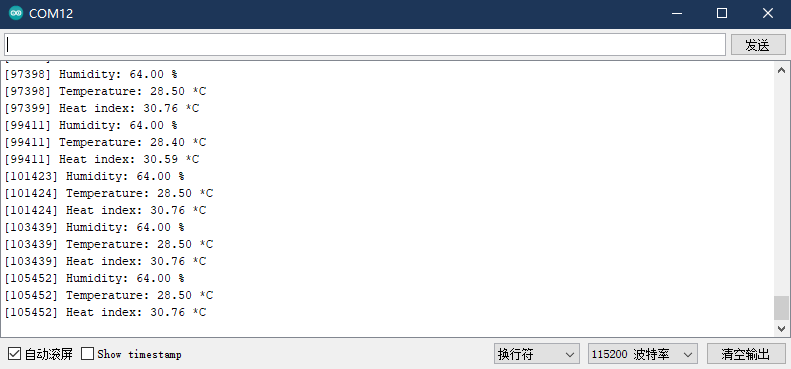 COM12
发送
[97398] Humidity: 64.00 %
[97398] Temperature: 28.50 *C
[97399] Heat index: 30.76 *C
[99411] Humidity: 64.00 %
[99411] Temperature: 28.40 *C
[99411] Heat index: 30.59 *C
[101423] Humidity: 64.00 %
[101424] Temperature: 28.50 *C
[101424] Heat index: 30.76 *C
[103439] Humidity: 64.00 %
[103439] Temperature: 28.50 *C
[103439] Heat index: 30.76 *C
[105452] Humidity: 64.00 %
[105452] Temperature: 28.50 *C
[105452] Heat index: 30.76 *C
自动滚屏 Show timestamp 换行符 115200 波特率 清空输出